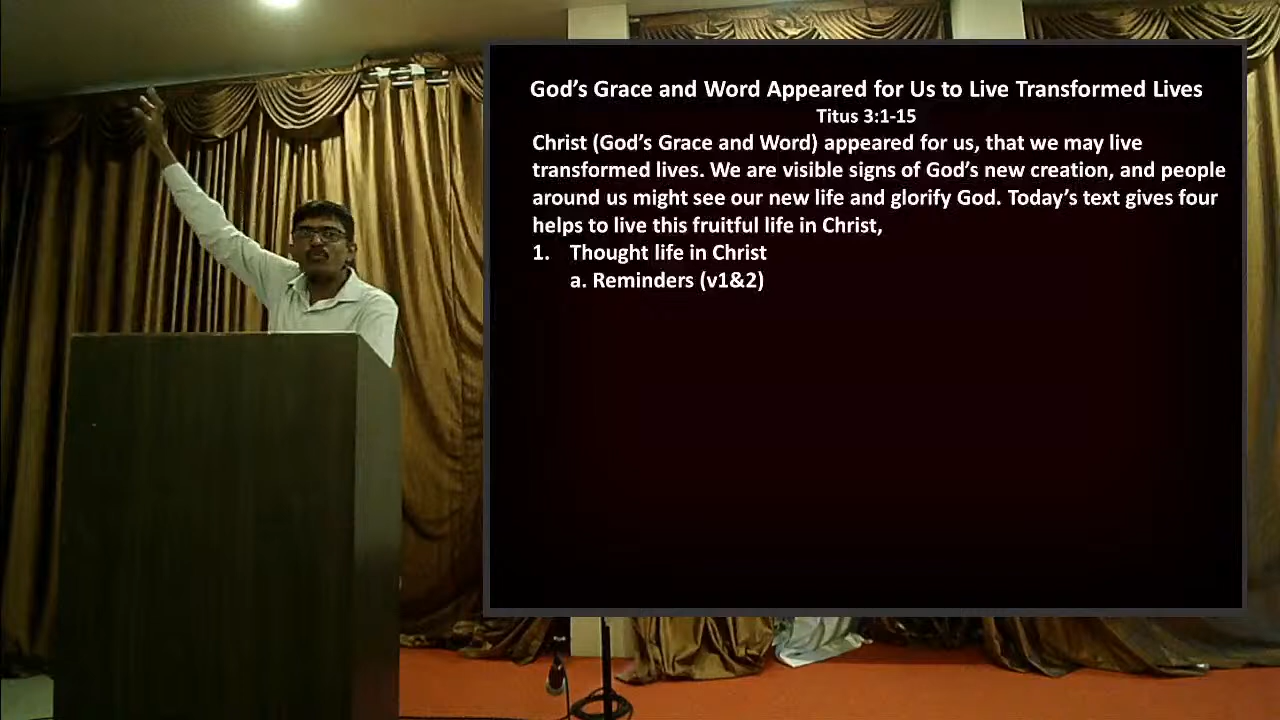 God’s Grace and Word Appeared for Us to Live Transformed Lives
Titus 3:1-15
Christ (God’s Grace and Word) appeared for us, that we may live
transformed lives. We are visible signs of God’s new creation, and people
around us might see our new life and glorify God. Today’s text gives four
helps to live this fruitful life in Christ,
1. Thought life in Christ
a. Reminders (v1&2)